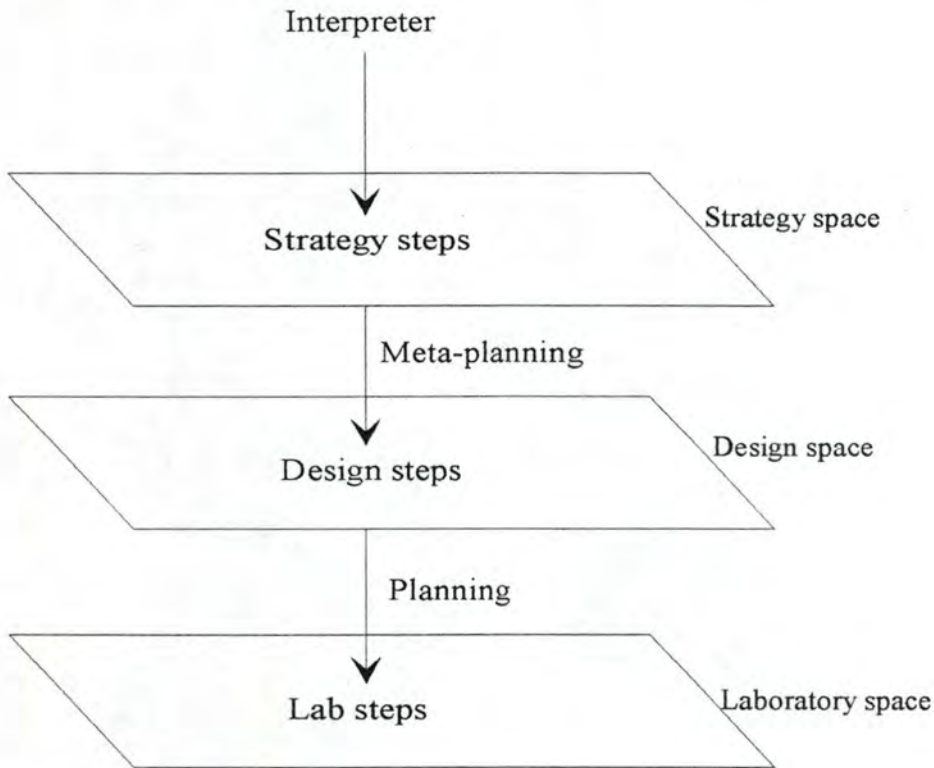 Interpreter
Strategy space
Strategy steps
Meta-planning
Design space
Design steps
Planning
Laboratory space
Lab steps